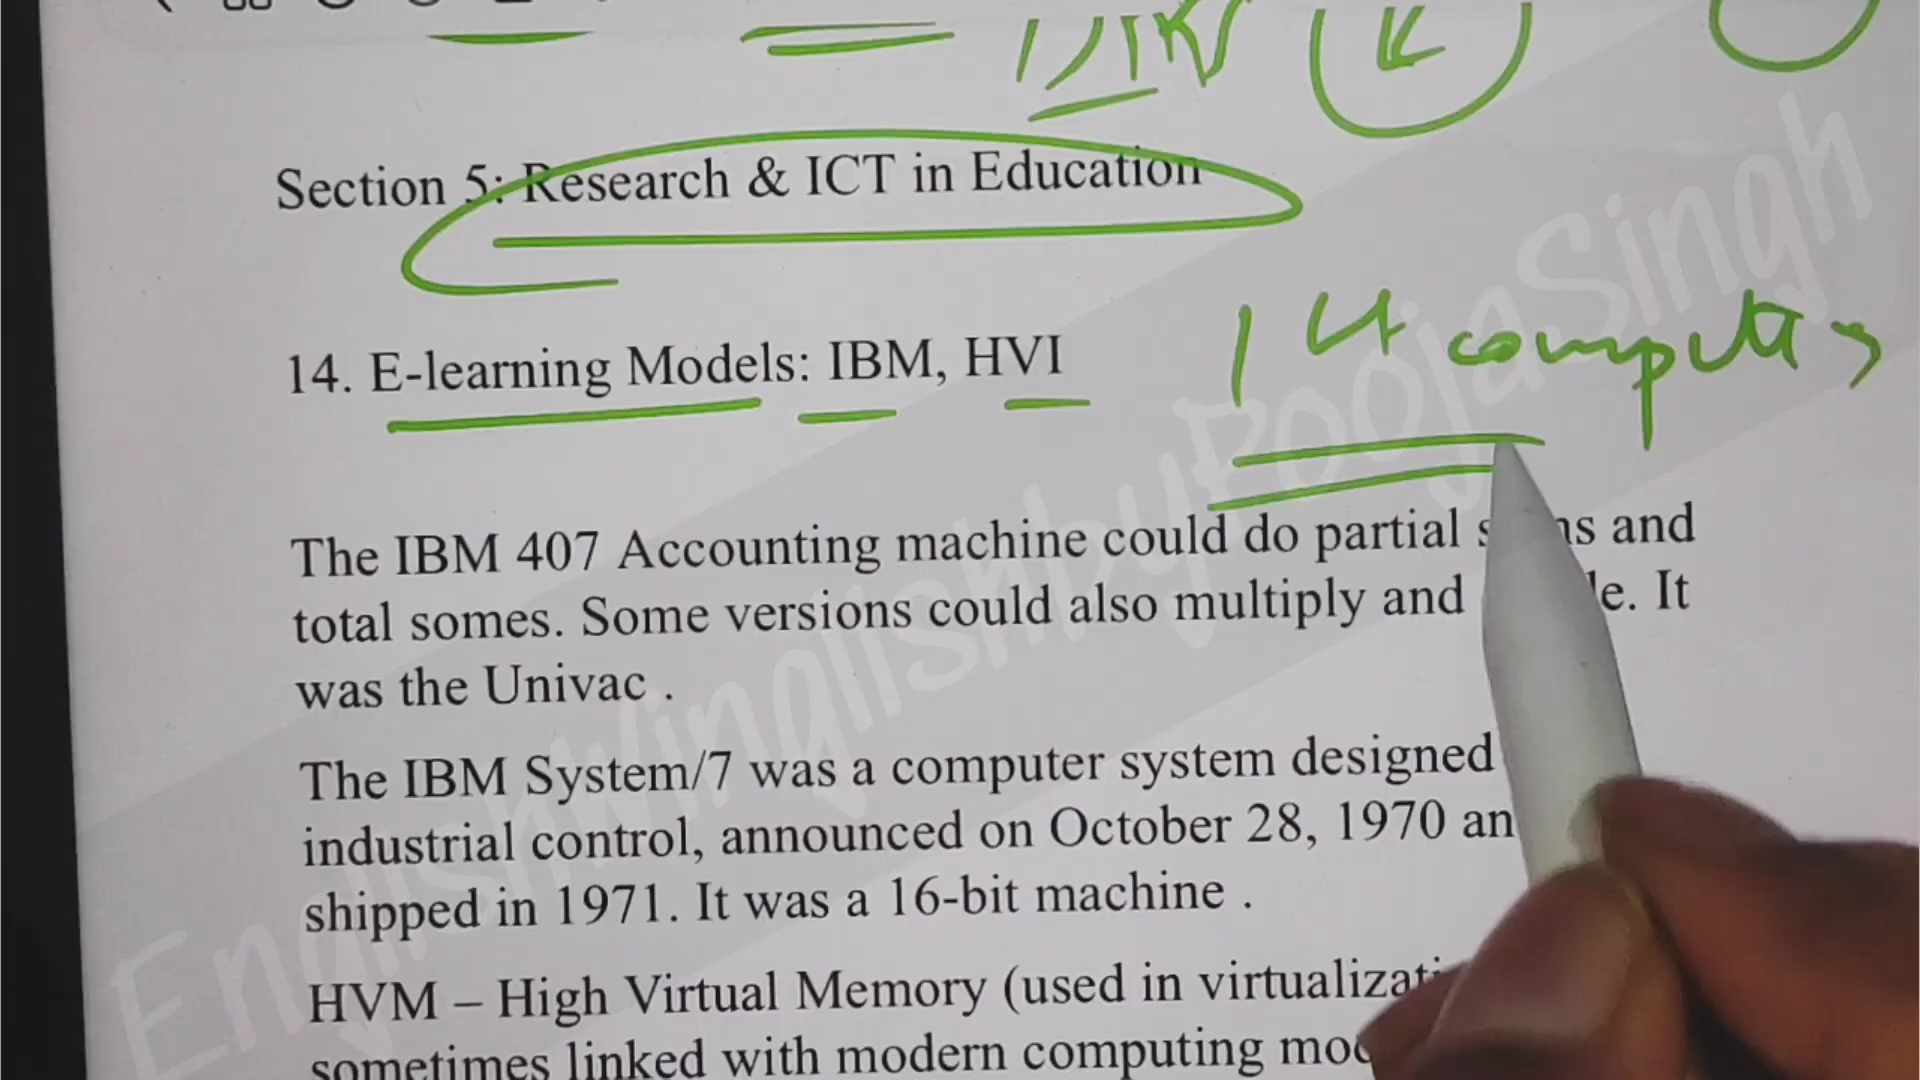 Section 5: Research & ICT in Education
14. E-learning Models: IBM, HVI
computers
The IBM 407 Accounting machine could do partial and
total somes. Some versions could also multiply and It
was the Univac .
The IBM System/7 was a computer system designed
industrial control, announced on October 28, 1970
shipped in 1971. It was a 16-bit machine .
HVM – High Virtual Memory (used in
sometimes linked with modern computing
EnglishWinglishbyPoojaSingh